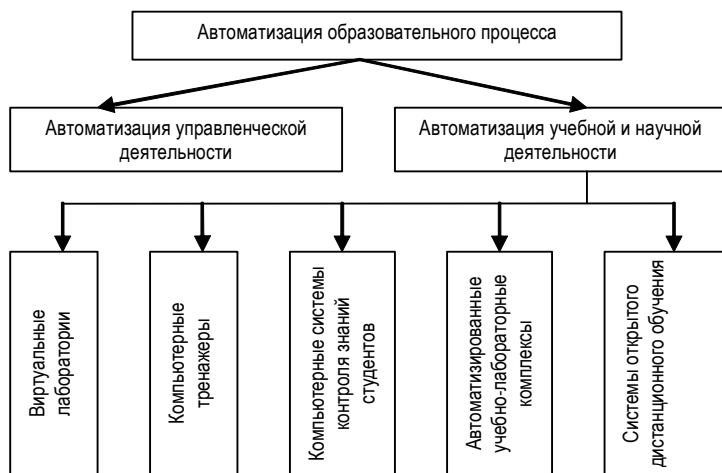 Автоматизация образовательного процесса
Автоматизация управленческой
деятельности
Автоматизация учебной и научной
деятельности
Виртуальные
лаборатории
Компьютерные
тренажеры
Компьютерные системы
контроля знаний
студентов
Автоматизированные
учебно-лабораторные
комплексы
Системы открытого
дистанционного обучения